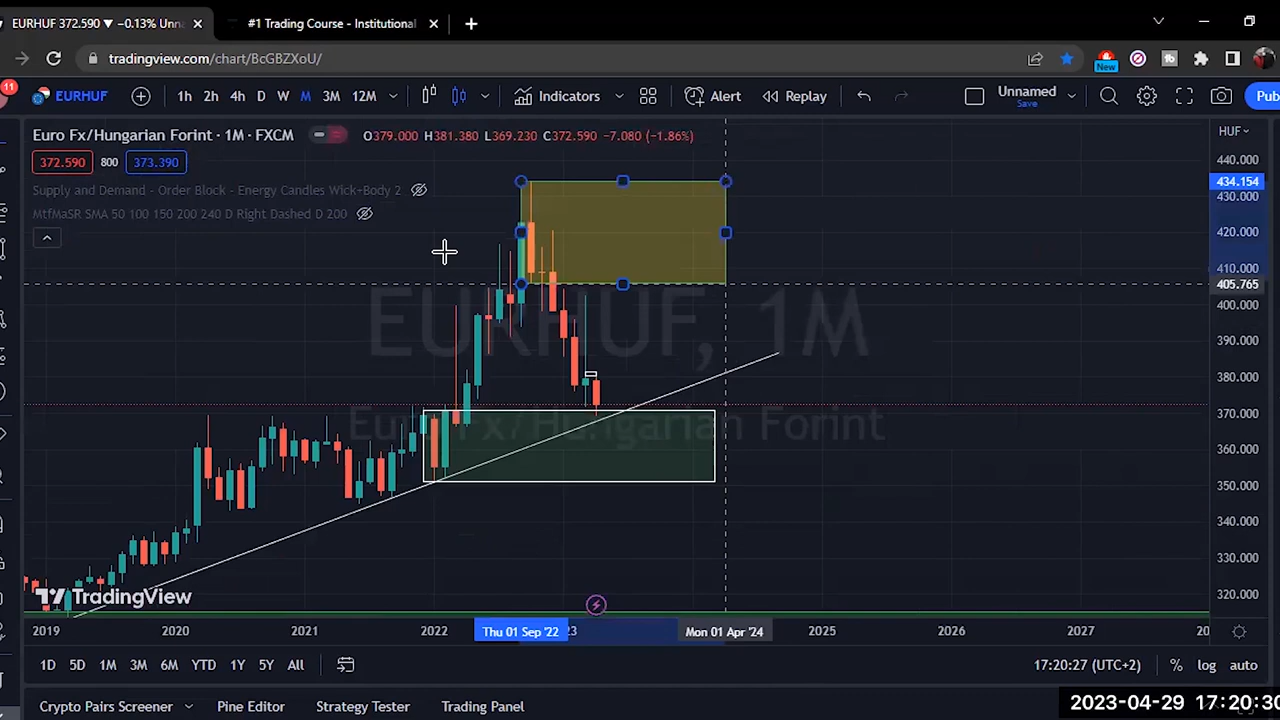 EURHUF 372.590 ▼ −0.13% Unna
#1 Trading Course - Institutional
tradingview.com/chart/BcGBZXoU/
New
11
EURHUF
1h 2h 4h D W M 3M 12M
Indicators
Alert
Replay
Unnamed
Save
Pub
Euro Fx/Hungarian Forint · 1M · FXCM
O379.000 H381.380 L369.230 C372.590 −7.080 (−1.86%)
HUF
372.590 800 373.390
Supply and Demand - Order Block - Energy Candles Wick+Body 2
MtfMaSR SMA 50 100 150 200 240 D Right Dashed D 200
440.000
434.154
430.000
420.000
410.000
405.765
400.000
390.000
380.000
370.000
360.000
350.000
340.000
330.000
320.000
EURHUF, 1M
Euro Fx/Hungarian Forint
TradingView
2019 2020 2021 2022 Thu 01 Sep '22 23 Mon 01 Apr '24 2025 2026 2027 20
1D 5D 1M 3M 6M YTD 1Y 5Y All
17:20:27 (UTC+2) % log auto
Crypto Pairs Screener Pine Editor Strategy Tester Trading Panel
2023-04-29 17:20:30